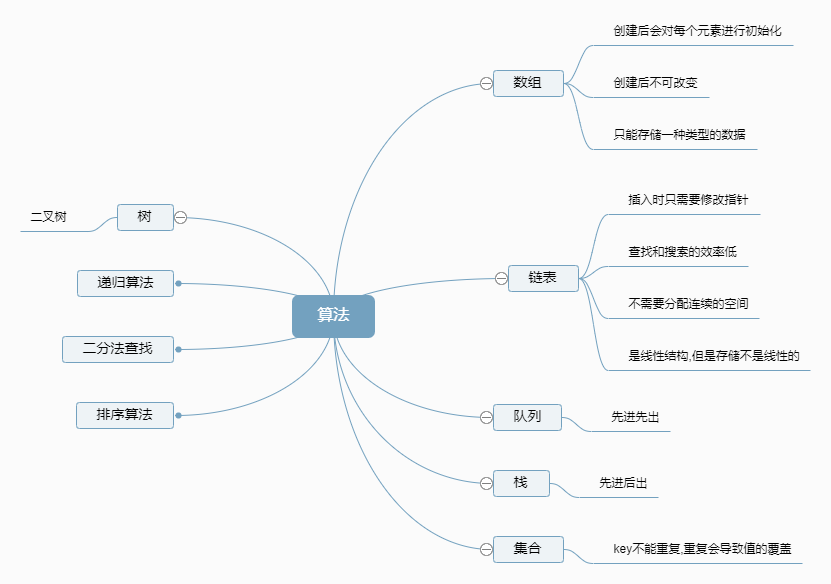 算法
数组
创建后会对每个元素进行初始化
创建后不可改变
只能存储一种类型的数据
链表
插入时只需要修改指针
查找和搜索的效率低
不需要分配连续的空间
是线性结构,但是存储不是线性的
队列
先进先出
栈
先进后出
集合
key不能重复,重复会导致值的覆盖
树
二叉树
递归算法
二分法查找
排序算法